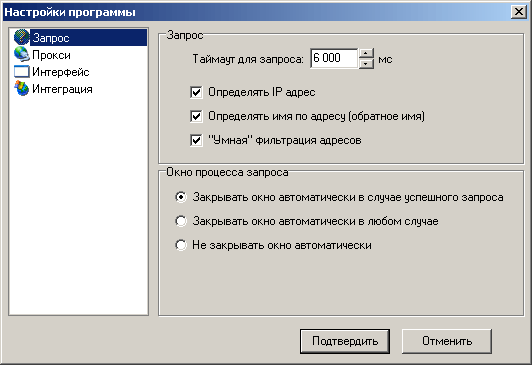 Настройки программы
Запрос
Прокси
Интерфейс
Интеграция
Запрос
Таймаут для запроса: 6 000 мс
Определять IP адрес
Определять имя по адресу (обратное имя)
"Умная" фильтрация адресов
Окно процесса запроса
Закрывать окно автоматически в случае успешного запроса
Закрывать окно автоматически в любом случае
Не закрывать окно автоматически
Подтвердить Отменить